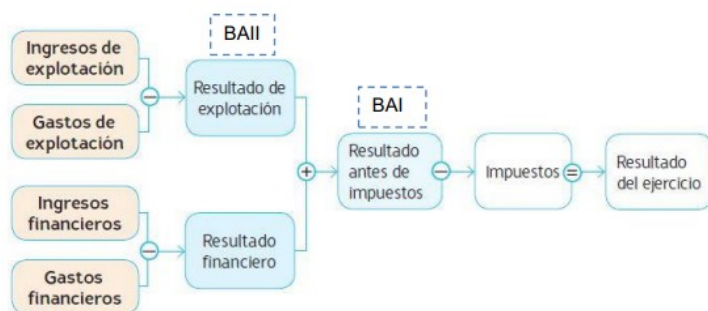 BAII
Ingresos de
explotación
Resultado de
explotación
Gastos de
explotación
BAI
Resultado
antes de
impuestos
Impuestos
Resultado
del ejercicio
Ingresos
financieros
Resultado
financiero
Gastos
financieros